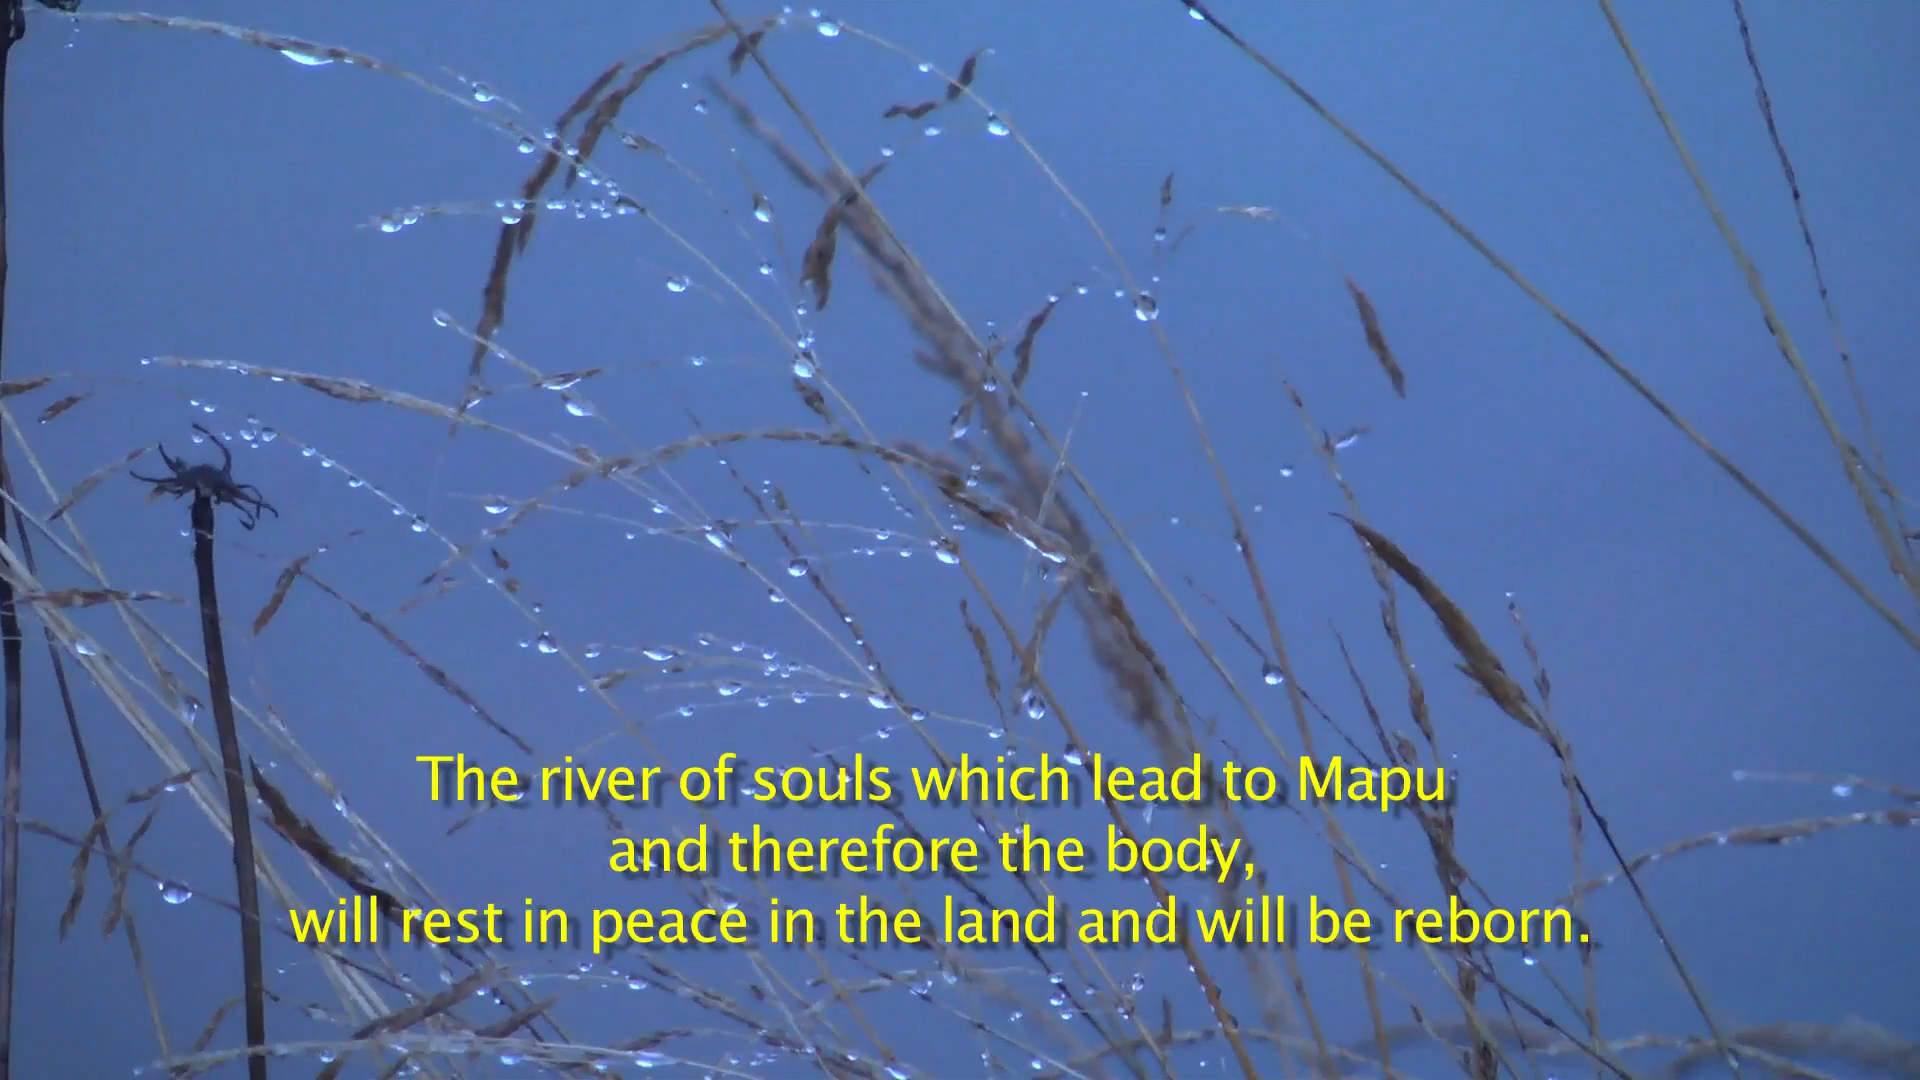 The river of souls which lead to Mapu
and therefore the body,
will rest in peace in the land and will be reborn.